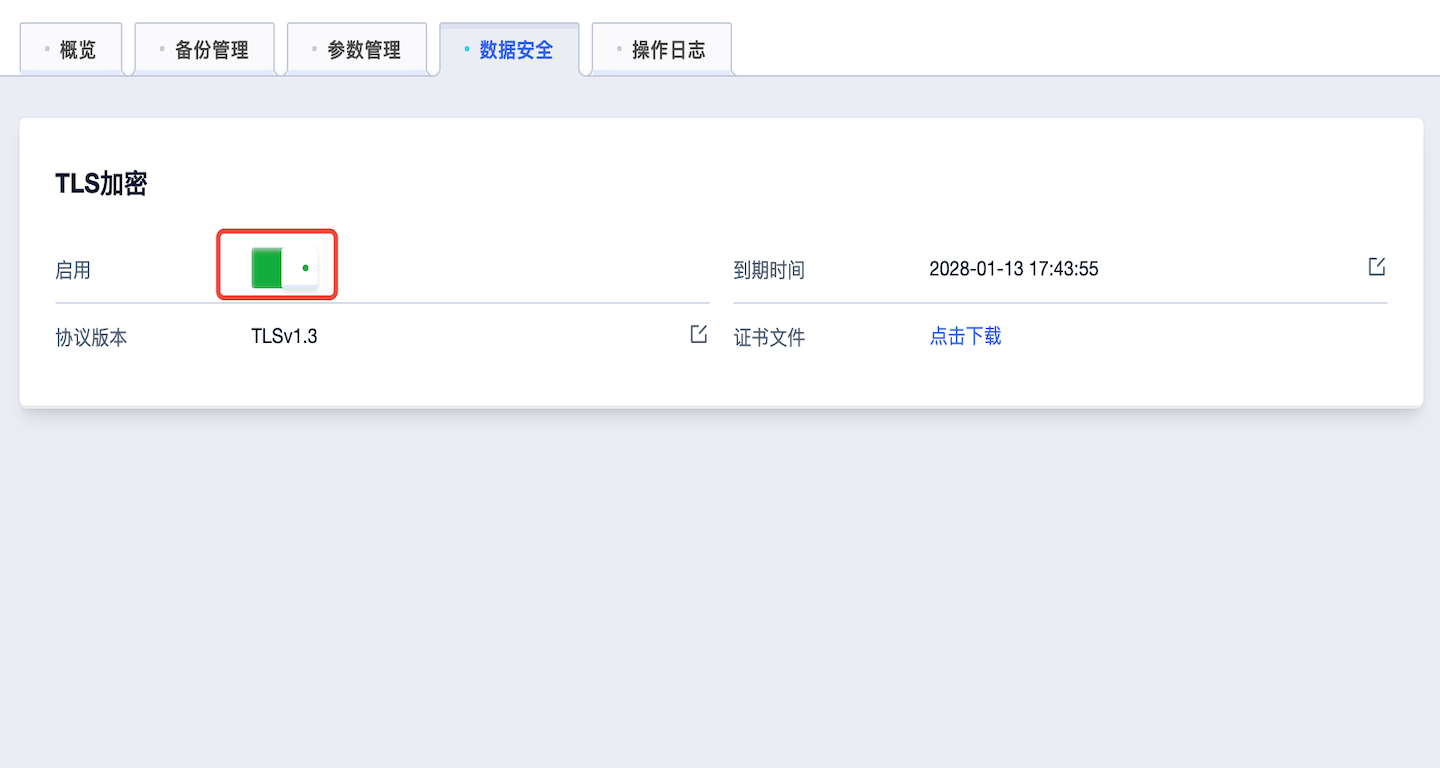 概览 备份管理 参数管理 数据安全 操作日志
TLS加密
启用 到期时间 2028-01-13 17:43:55
协议版本 TLSv1.3 证书文件 点击下载